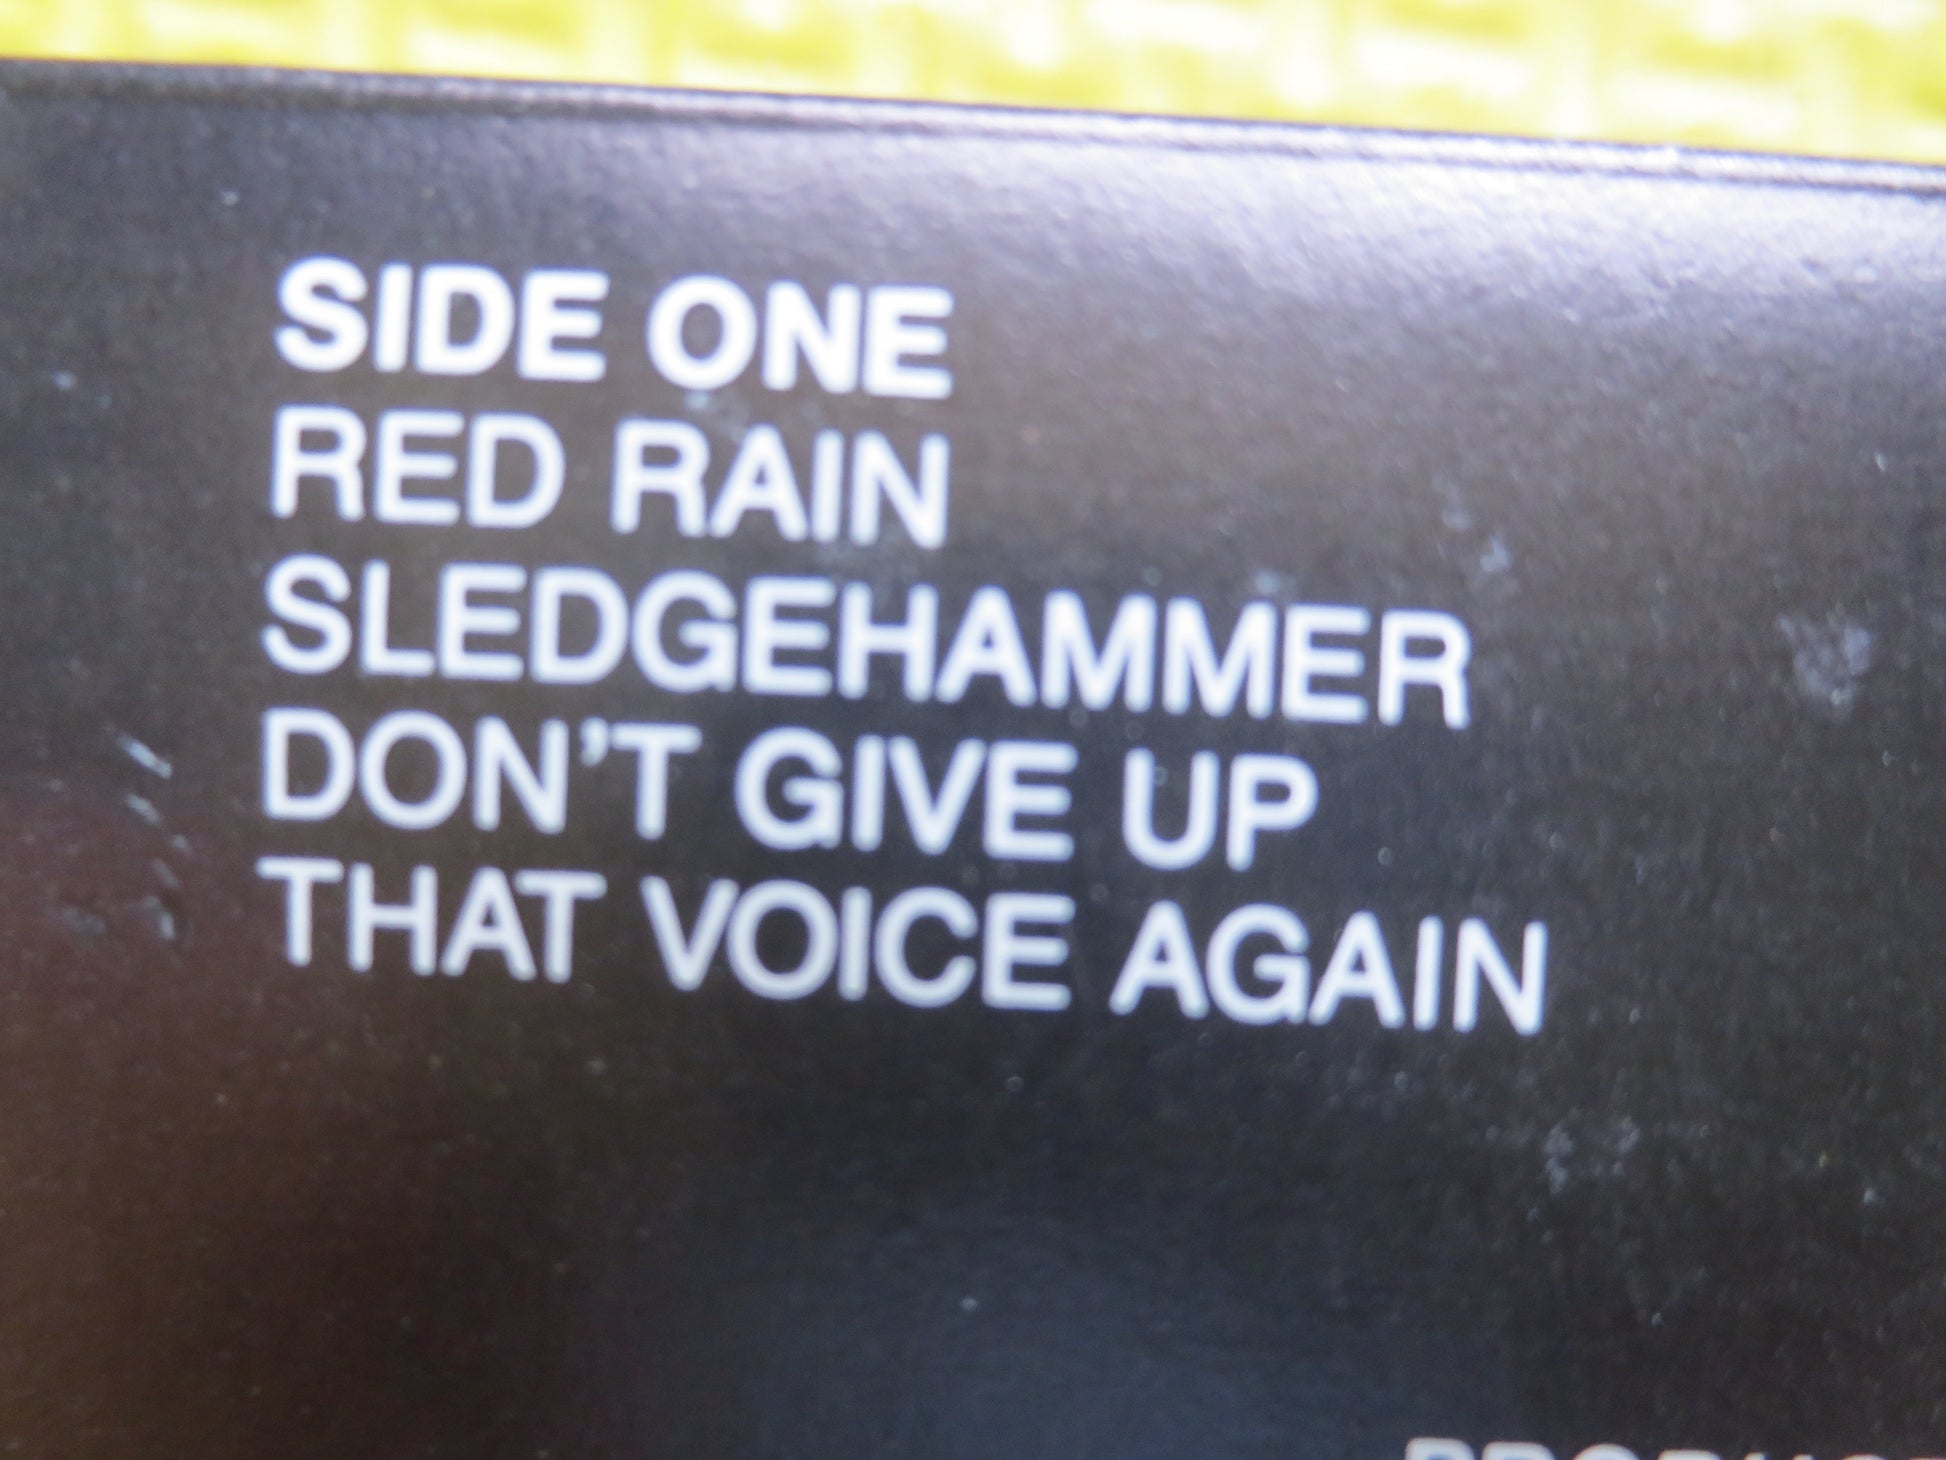 SIDE ONE
RED RAIN
SLEDGEHAMMER
DON'T GIVE UP
THAT VOICE AGAIN